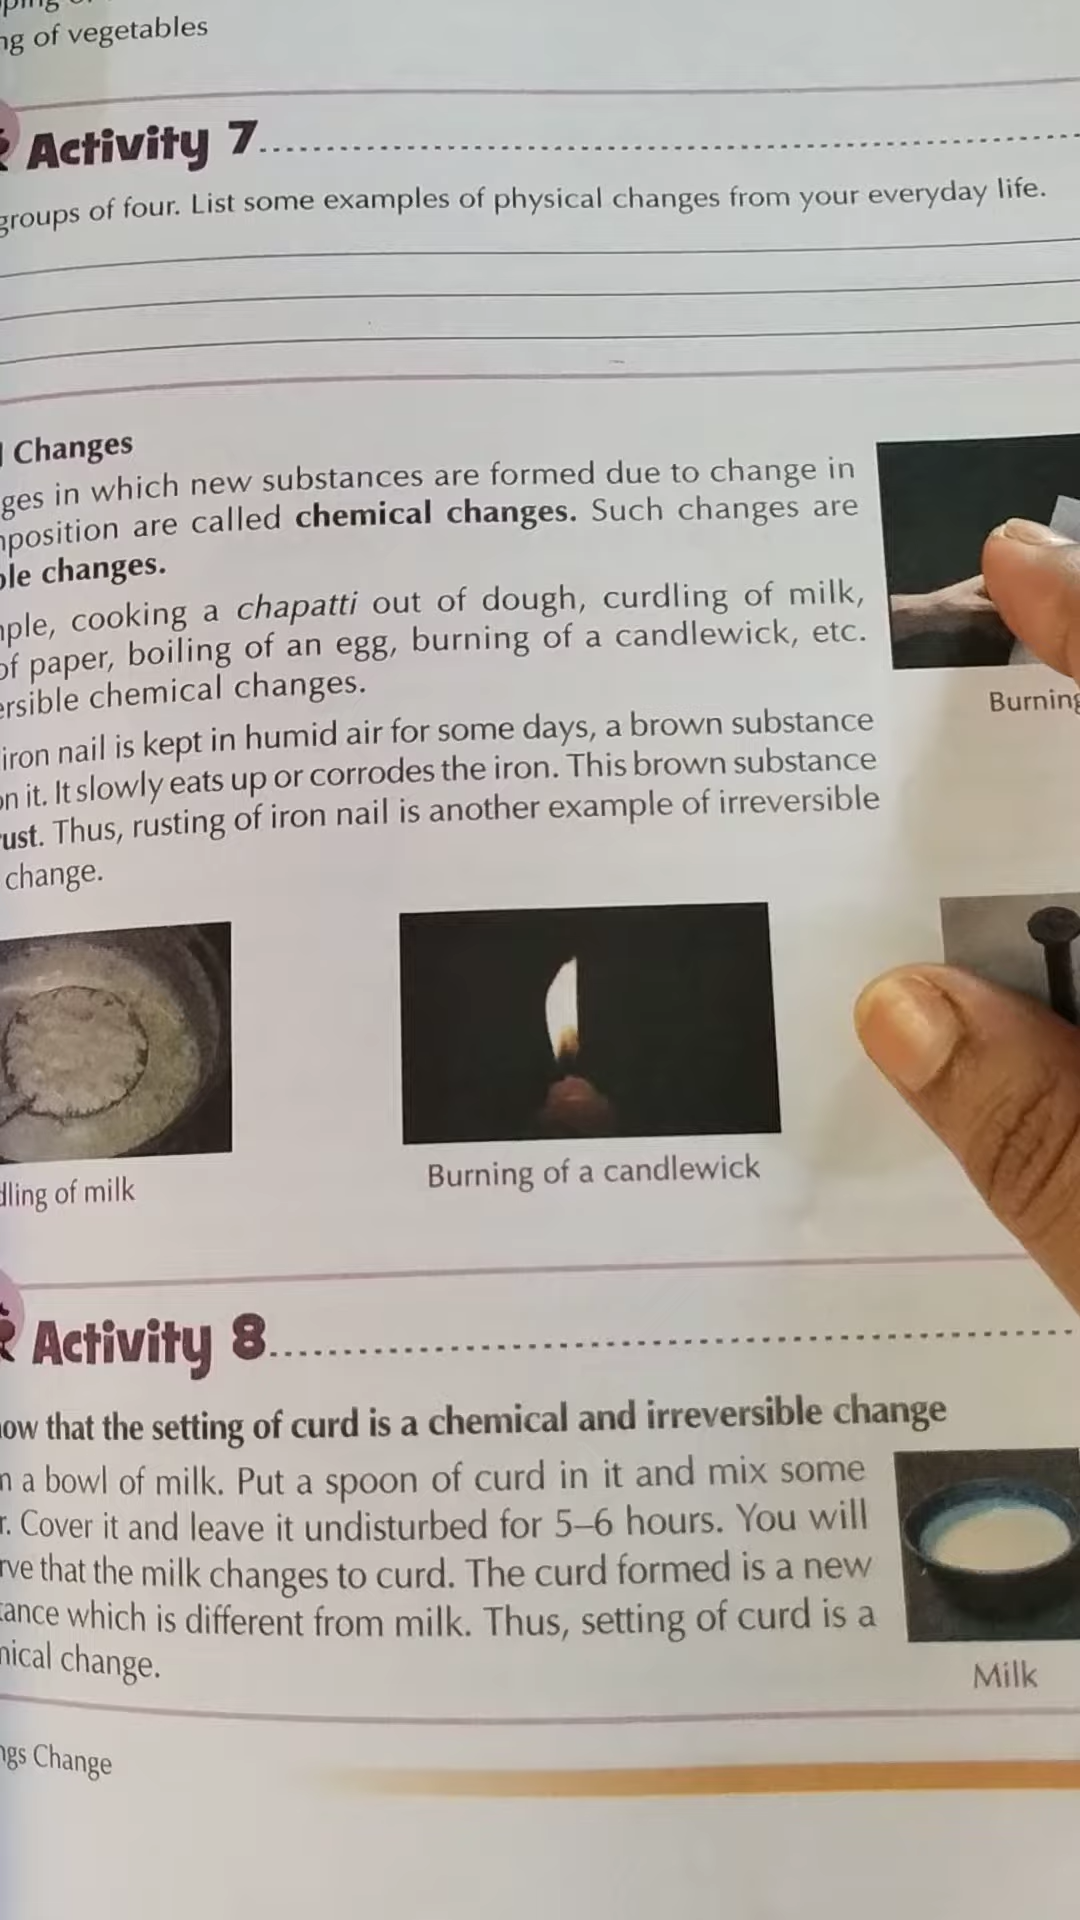 ng of vegetables
Activity 7
groups of four. List some examples of physical changes from your everyday life.
Changes
ges in which new substances are formed due to change in
position are called chemical changes. Such changes are
ble changes.
ple, cooking a chapatti out of dough, curdling of milk,
of paper, boiling of an egg, burning of a candlewick, etc.
ersible chemical changes.
iron nail is kept in humid air for some days, a brown substance
on it. It slowly eats up or corrodes the iron. This brown substance
rust. Thus, rusting of iron nail is another example of irreversible
change.
Burning
dling of milk
Burning of a candlewick
Activity 8
ow that the setting of curd is a chemical and irreversible change
n a bowl of milk. Put a spoon of curd in it and mix some
r. Cover it and leave it undisturbed for 5–6 hours. You will
rve that the milk changes to curd. The curd formed is a new
tance which is different from milk. Thus, setting of curd is a
nical change.
Milk
ngs Change